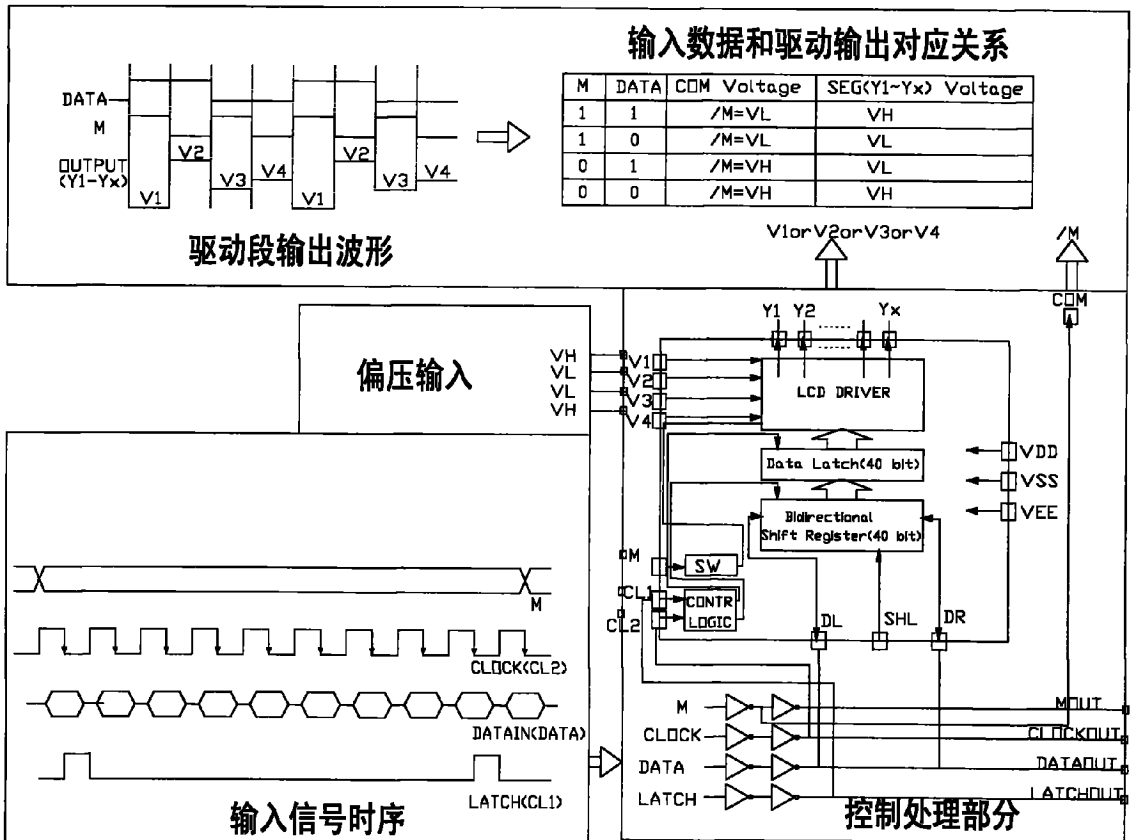 输入数据和驱动输出对应关系
M DATA COM Voltage SEG(Y1~Yx) Voltage
1 1 /M=VL VH
1 0 /M=VL VL
0 1 /M=VH VL
0 0 /M=VH VH
DATA
M
OUTPUT
(Y1-Yx)
V1
V2
V3
V4
V1
V2
V3
V4
驱动段输出波形
V1orV2orV3orV4
/M
COM
偏压输入
VH
VL
VL
VH
V1
V2
V3
V4
Y1 Y2 Yx
LCD DRIVER
Data Latch(40 bit)
Bidirectional
Shift Register(40 bit)
VDD
VSS
VEE
M
SW
CL1
CL2
CONTR
LOGIC
DL
SHL
DR
M
CLOCK
DATA
LATCH
MOUT
CLOCKOUT
DATAOUT
LATCHOUT
控制处理部分
M
CLOCK(CL2)
DATAIN(DATA)
LATCH(CL1)
输入信号时序